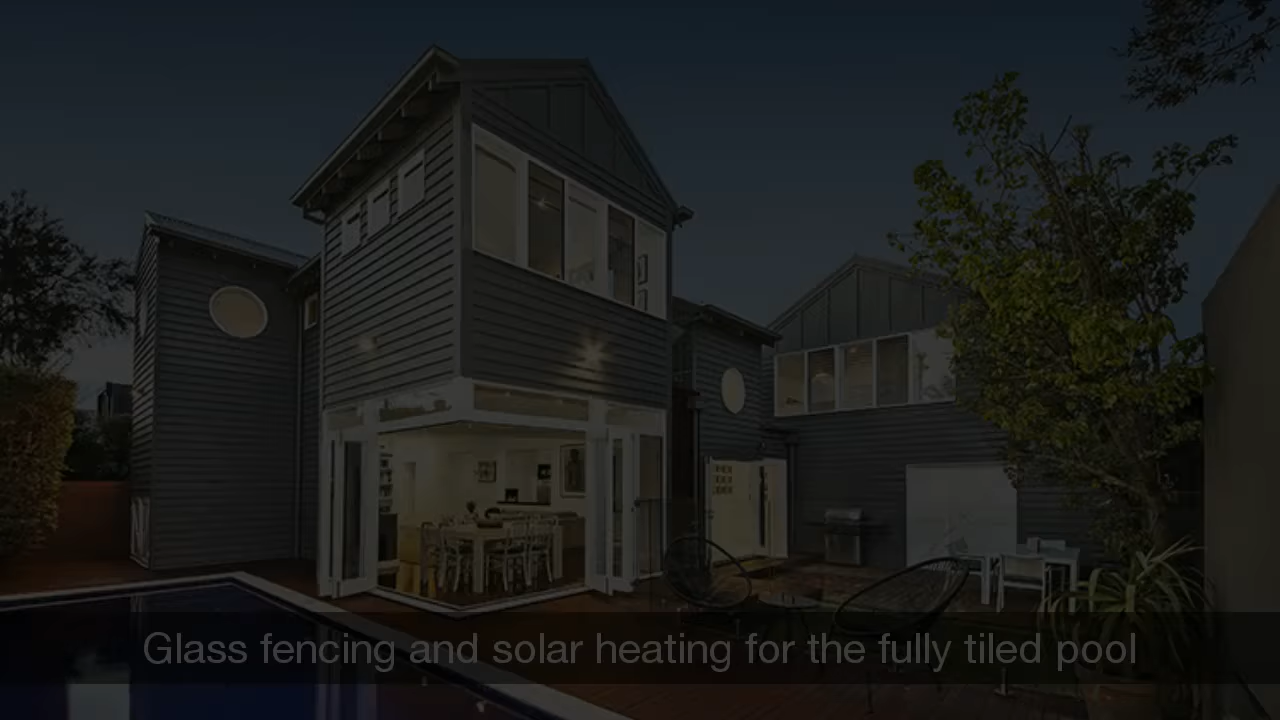 Glass fencing and solar heating for the fully tiled pool